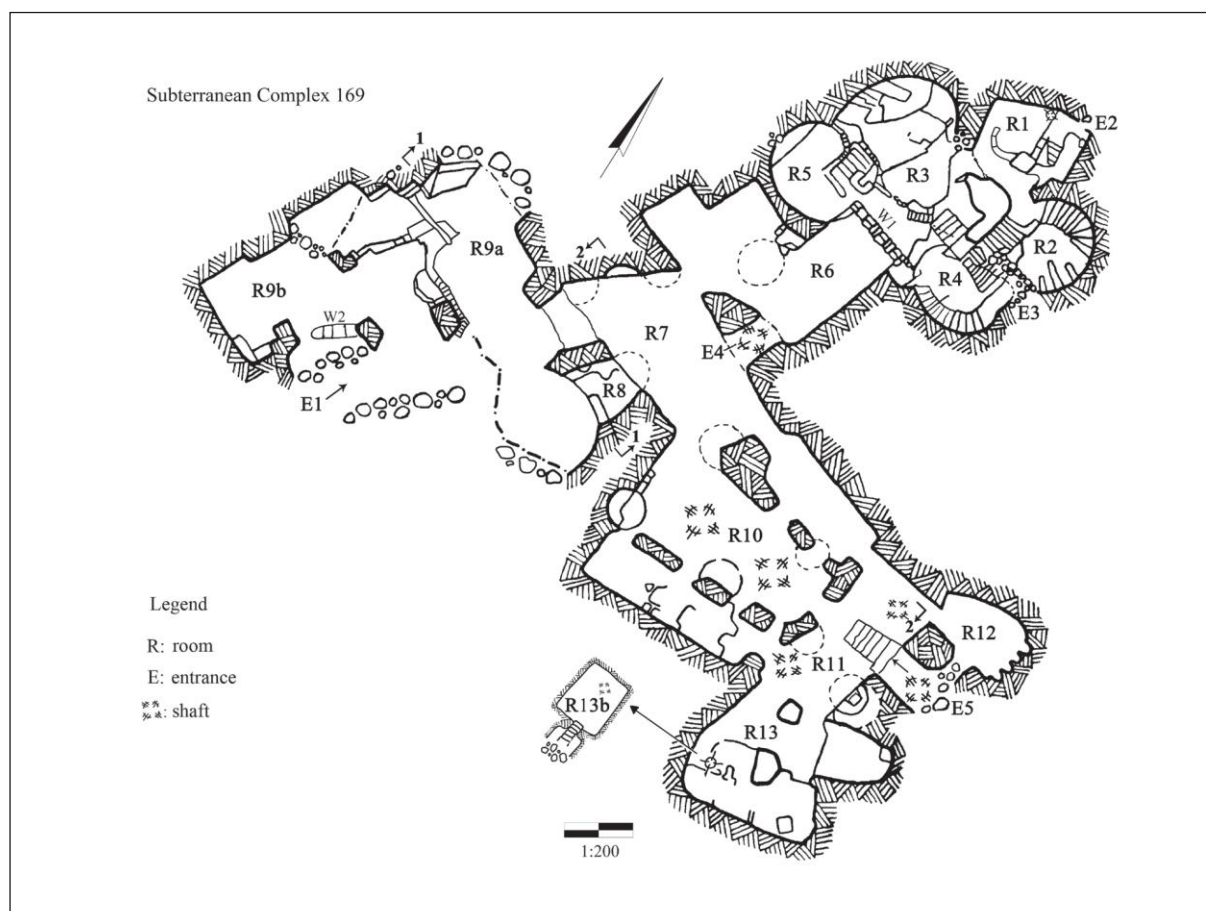 Subterranean Complex 169
1
R1
E2
R5
R3
W1
R2
R4
E3
2
R9a
R6
R9b
W2
R7
E4
E1
R8
1
R10
Legend
R: room
E: entrance
: shaft
2
R12
R11
R13b
E5
R13
1:200